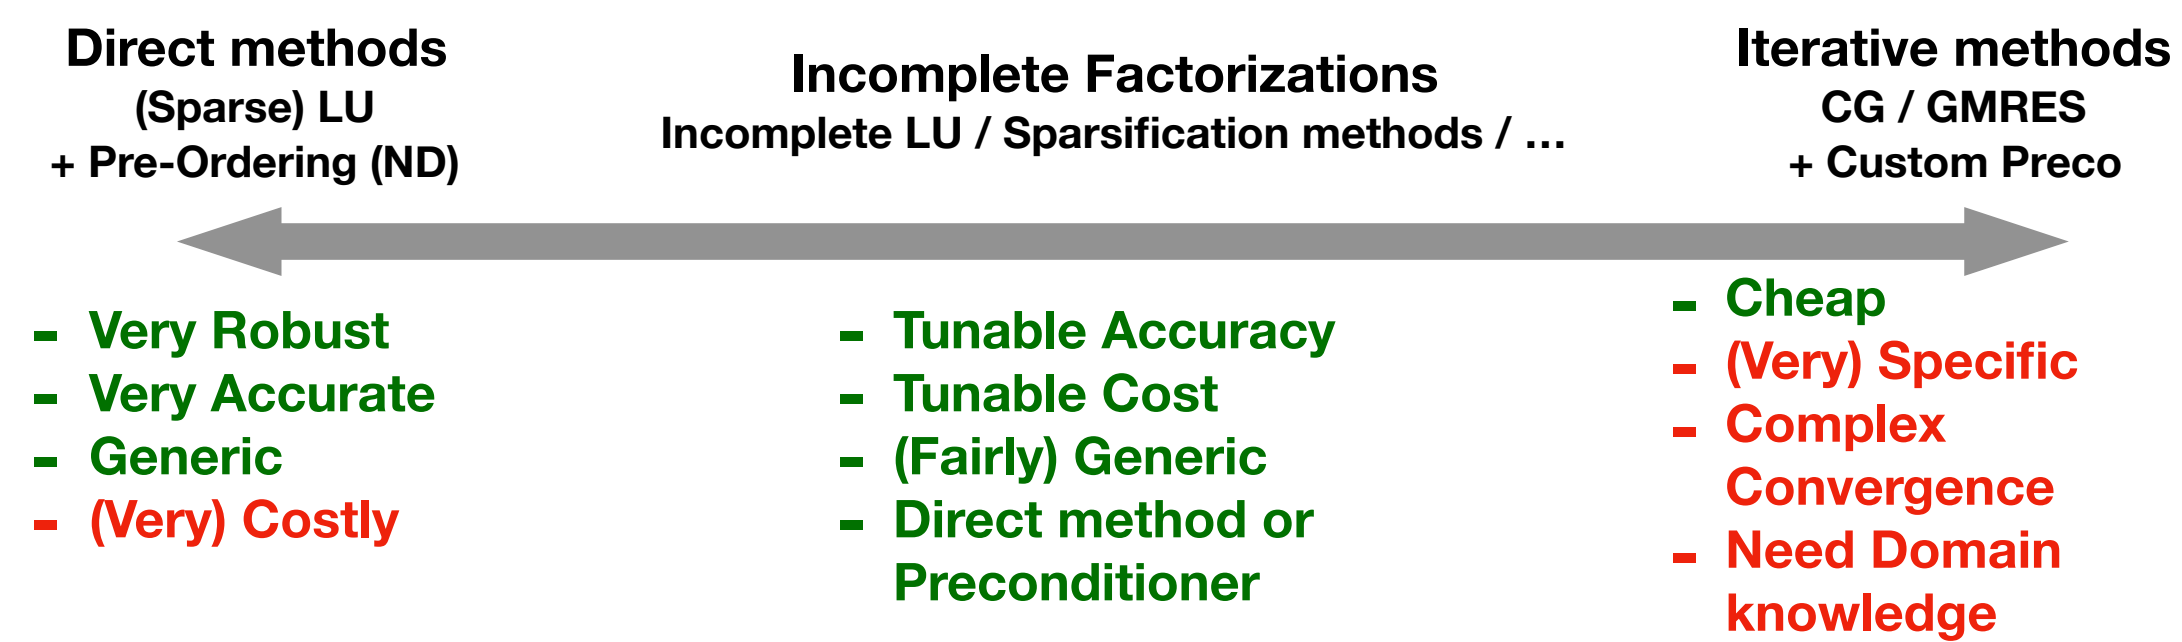 Direct methods
(Sparse) LU
+ Pre-Ordering (ND)
Incomplete Factorizations
Incomplete LU / Sparsification methods / …
Iterative methods
CG / GMRES
+ Custom Preco
- Very Robust
- Very Accurate
- Generic
- (Very) Costly
- Tunable Accuracy
- Tunable Cost
- (Fairly) Generic
- Direct method or
Preconditioner
- Cheap
- (Very) Specific
- Complex
Convergence
- Need Domain
knowledge